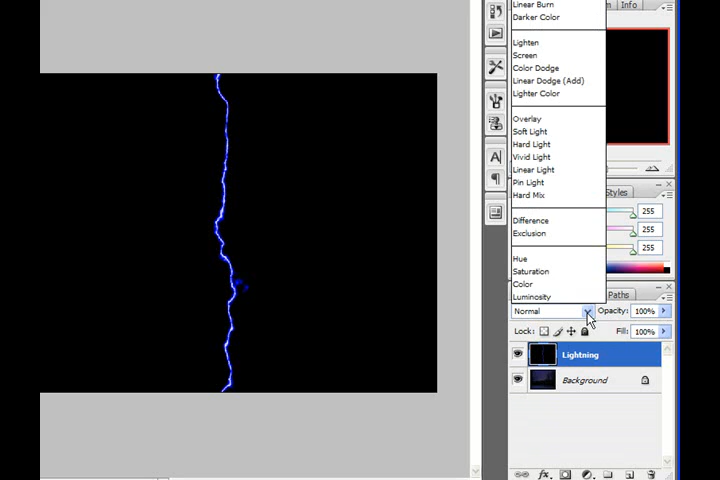 Linear Burn
Info
Darker Color
Lighten
Screen
Color Dodge
Linear Dodge (Add)
Lighter Color
Overlay
Soft Light
Hard Light
Vivid Light
Linear Light
Pin Light
Hard Mix
Styles
255
255
255
Difference
Exclusion
Hue
Saturation
Color
Luminosity
Paths
Normal
Opacity: 100%
Lock:
Fill: 100%
Lightning
Background